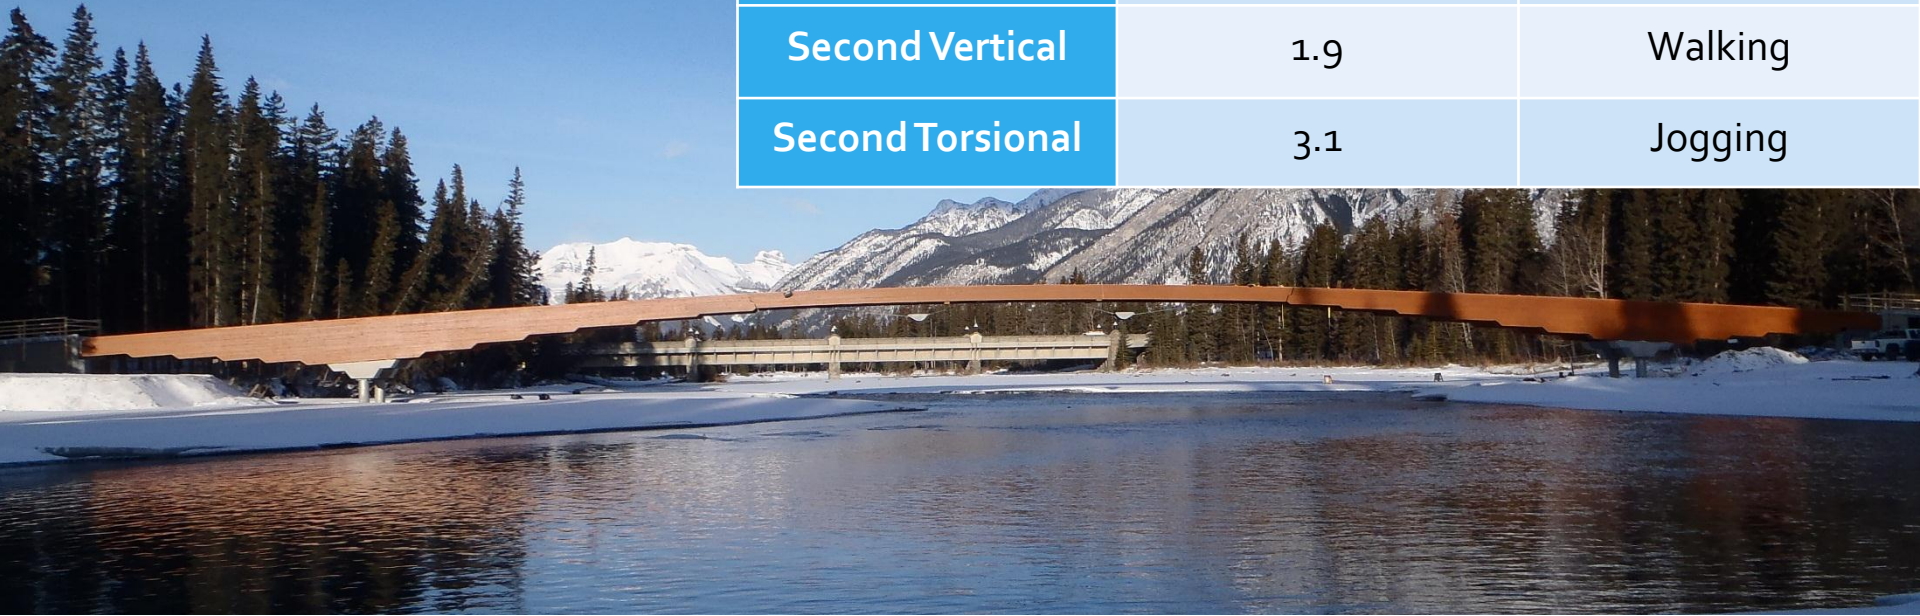 Second Vertical 1.9 Walking
Second Torsional 3.1 Jogging